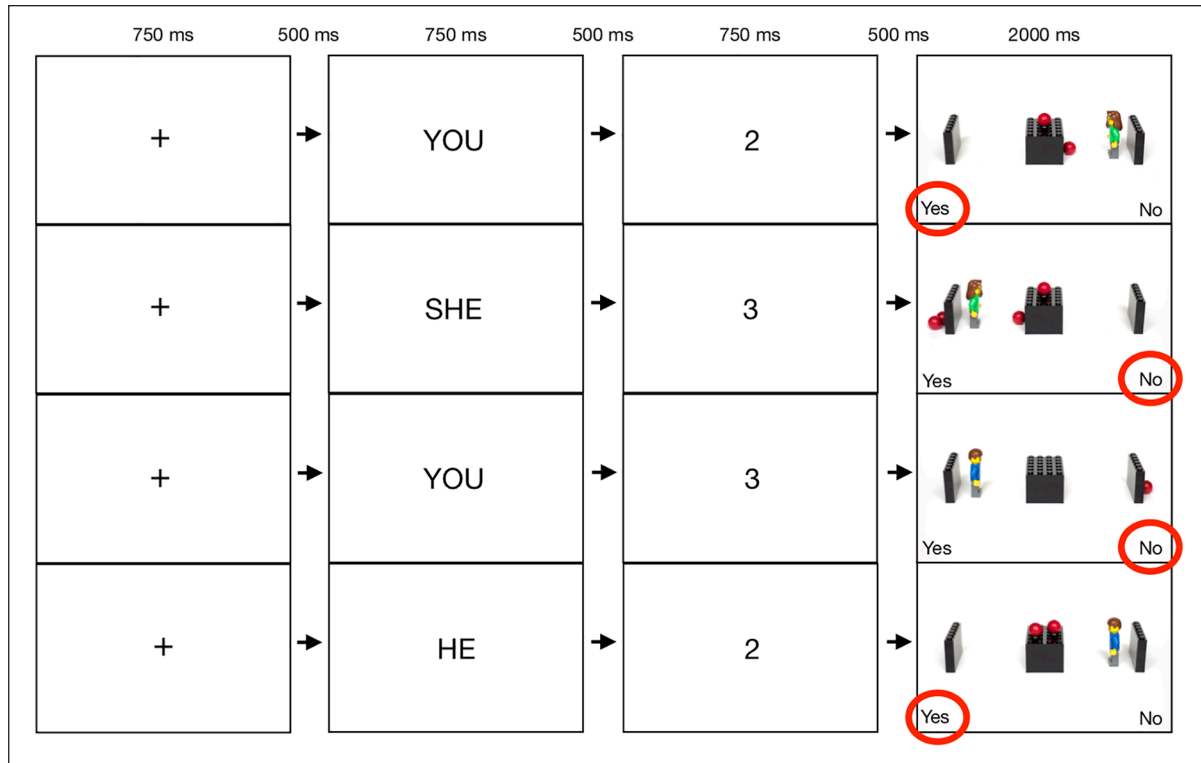 750 ms 500 ms 750 ms 500 ms 750 ms 500 ms 2000 ms
+ YOU 2
Yes No
+ SHE 3
Yes No
+ YOU 3
Yes No
+ HE 2
Yes No